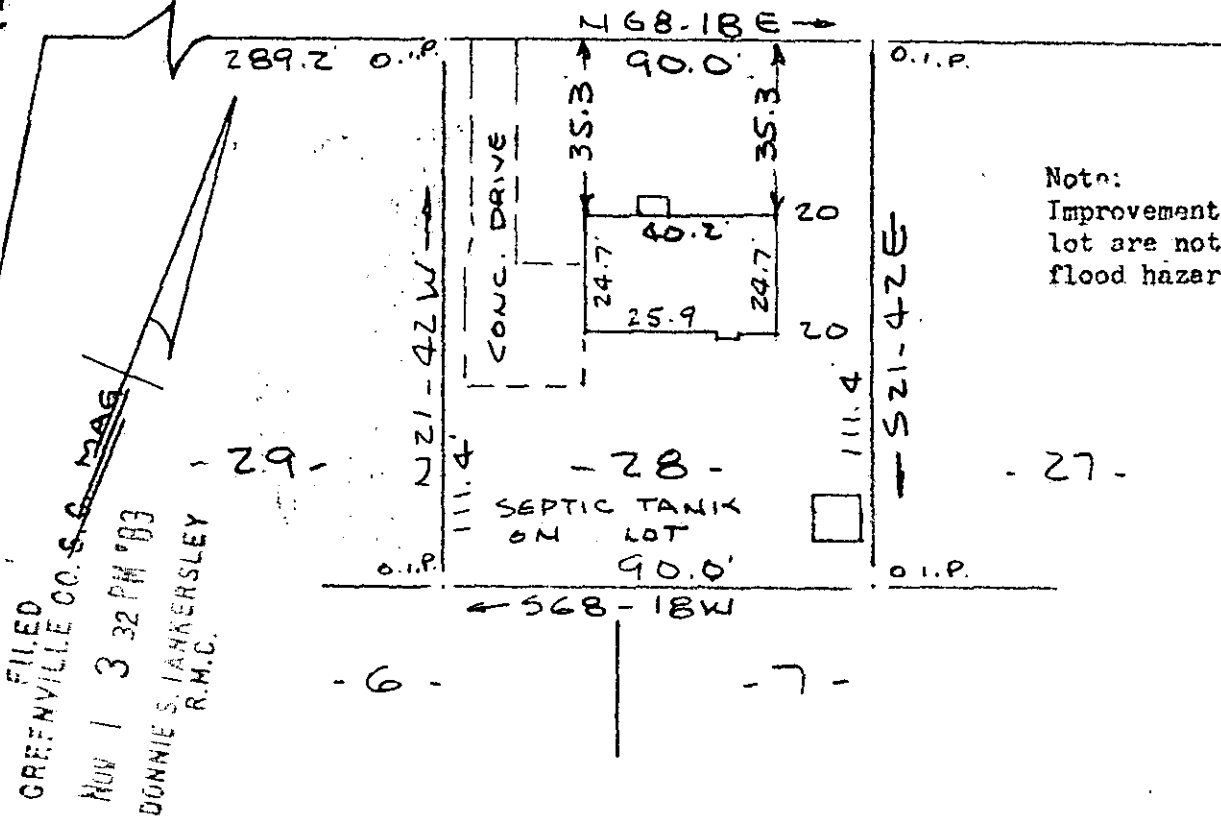 N 68-18 E →
289.2' O.I.P. 90.0' O.I.P.
35.3 35.3
CONC. DRIVE
N21-42W →
40.2' 20
24.7' 24.7'
25.9 20
← S21-42E
111.4' 111.4
Note:
Improvement
lot are not
flood hazar
MAG
- 29 - - 28 - - 27 -
SEPTIC TANK
ON LOT
O.I.P. 90.0' O.I.P.
← S68-18W
- 6 - - 7 -
FILED
GREENVILLE CO. S.C.
NOV 1 3 32 PM '83
DONNIE S. TANKERSLEY
R.M.C.